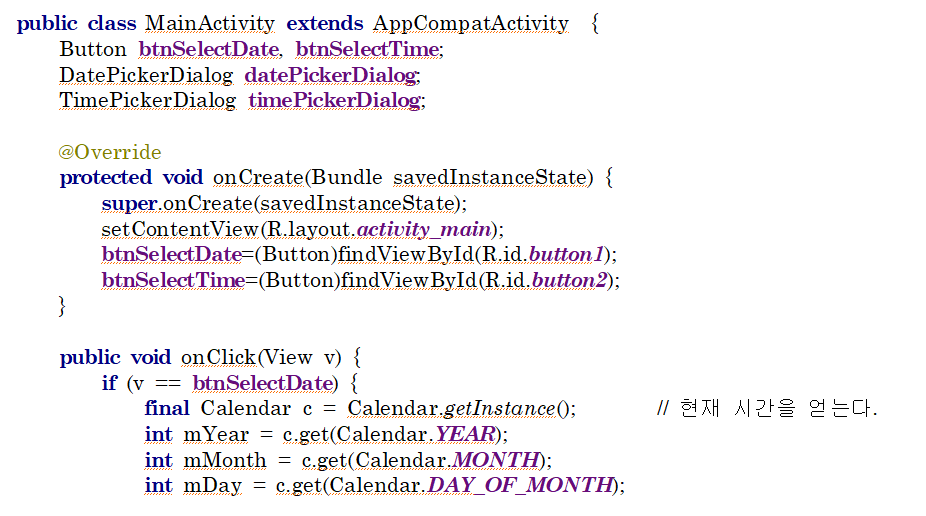 public class MainActivity extends AppCompatActivity {
Button btnSelectDate, btnSelectTime;
DatePickerDialog datePickerDialog;
TimePickerDialog timePickerDialog;
@Override
protected void onCreate(Bundle savedInstanceState) {
super.onCreate(savedInstanceState);
setContentView(R.layout.activity_main);
btnSelectDate=(Button)findViewById(R.id.button1);
btnSelectTime=(Button)findViewById(R.id.button2);
}
public void onClick(View v) {
if (v == btnSelectDate) {
final Calendar c = Calendar.getInstance(); // 현재 시간을 얻는다.
int mYear = c.get(Calendar.YEAR);
int mMonth = c.get(Calendar.MONTH);
int mDay = c.get(Calendar.DAY_OF_MONTH);